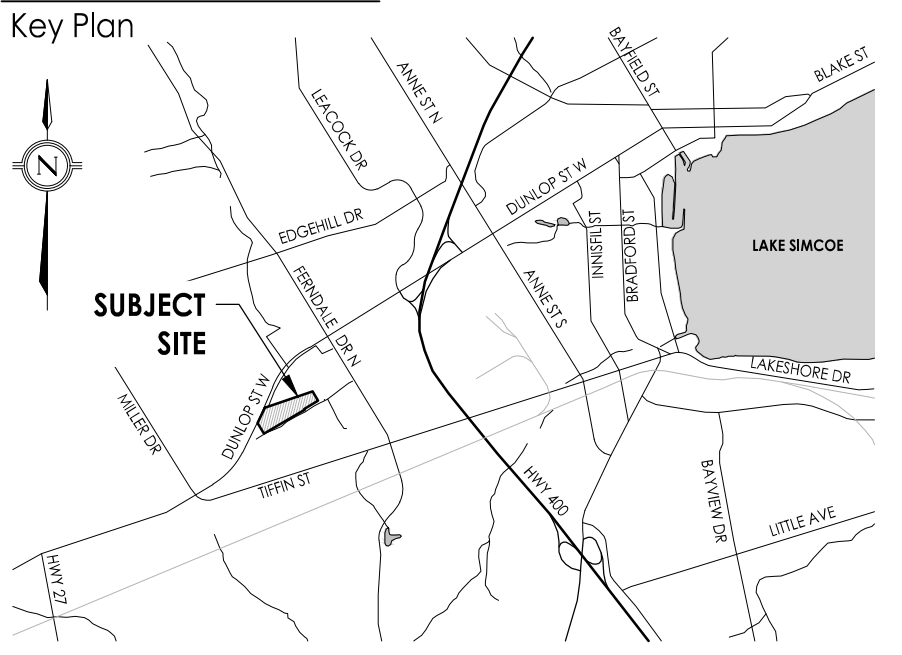 Key Plan
BAYFIELD ST
BLAKE ST
ANNE ST N
LEACOCK DR
N
DUNLOP ST W
EDGEHILL DR
INNISFIL ST
BRADFORD ST
LAKE SIMCOE
FERNDALE DR N
ANNE ST S
SUBJECT
SITE
LAKESHORE DR
MILLER DR
DUNLOP ST W
TIFFIN ST
HWY 400
BAYVIEW DR
LITTLE AVE
HWY 27